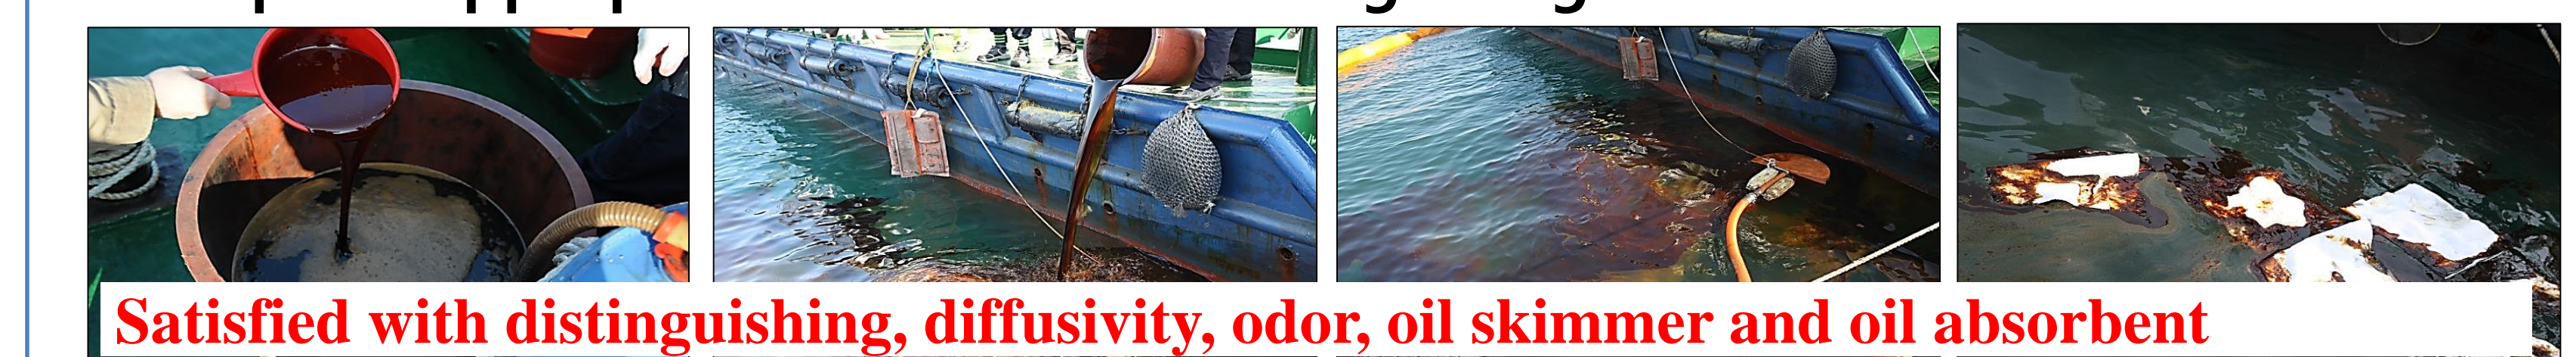 Satisfied with distinguishing, diffusivity, odor, oil skimmer and oil absorbent